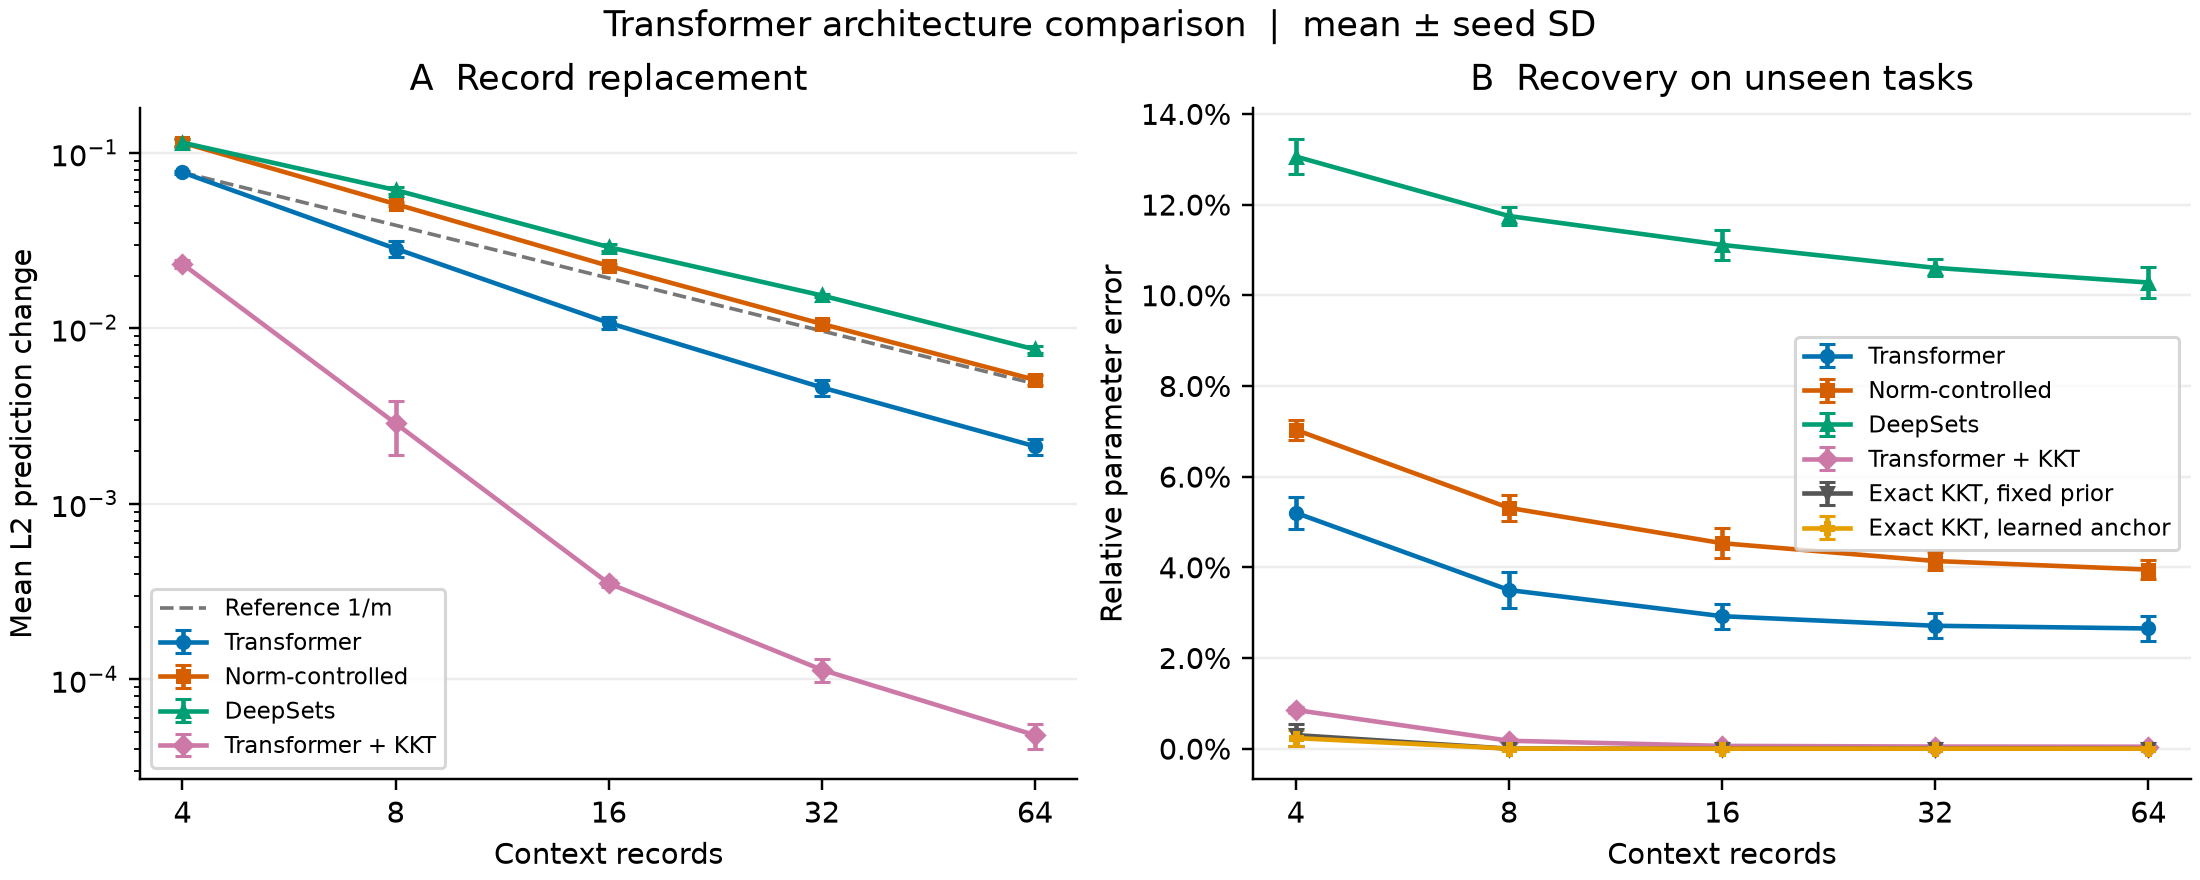 Transformer architecture comparison | mean ± seed SD
A Record replacement
Mean L2 prediction change
10⁻¹
10⁻²
10⁻³
10⁻⁴
Reference 1/m
Transformer
Norm-controlled
DeepSets
Transformer + KKT
4 8 16 32 64
Context records
B Recovery on unseen tasks
Relative parameter error
14.0%
12.0%
10.0%
8.0%
6.0%
4.0%
2.0%
0.0%
Transformer
Norm-controlled
DeepSets
Transformer + KKT
Exact KKT, fixed prior
Exact KKT, learned anchor
4 8 16 32 64
Context records